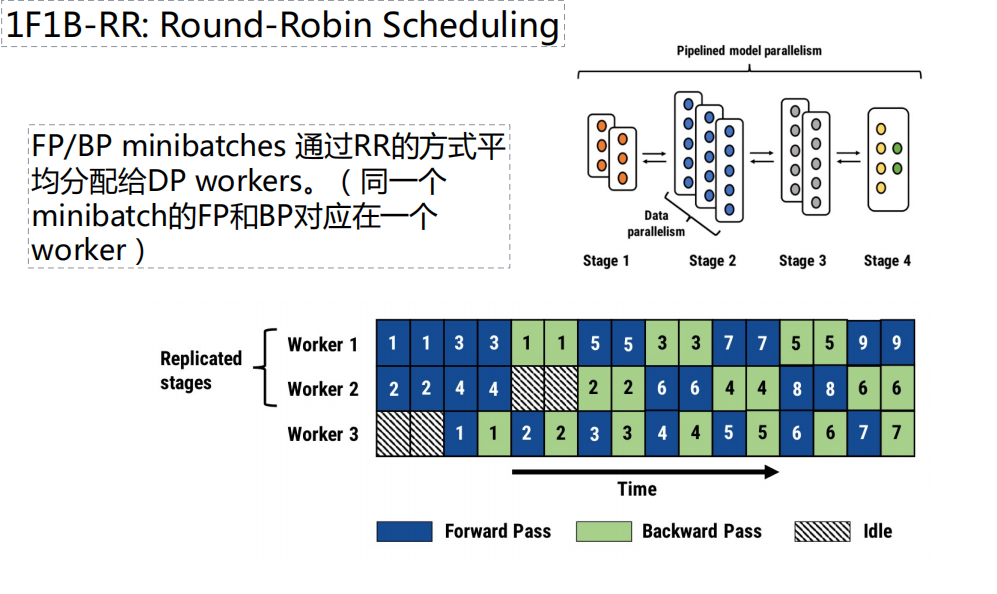 1F1B-RR: Round-Robin Scheduling
Pipelined model parallelism
FP/BP minibatches 通过RR的方式平
均分配给DP workers。（同一个
minibatch的FP和BP对应在一个
worker）
Data
parallelism
Stage 1 Stage 2 Stage 3 Stage 4
Replicated
stages
Worker 1 1 1 3 3 1 1 5 5 3 3 7 7 5 5 9 9
Worker 2 2 2 4 4 2 2 6 6 4 4 8 8 6 6
Worker 3 1 1 2 2 3 3 4 4 5 5 6 6 7 7
Time
Forward Pass Backward Pass Idle